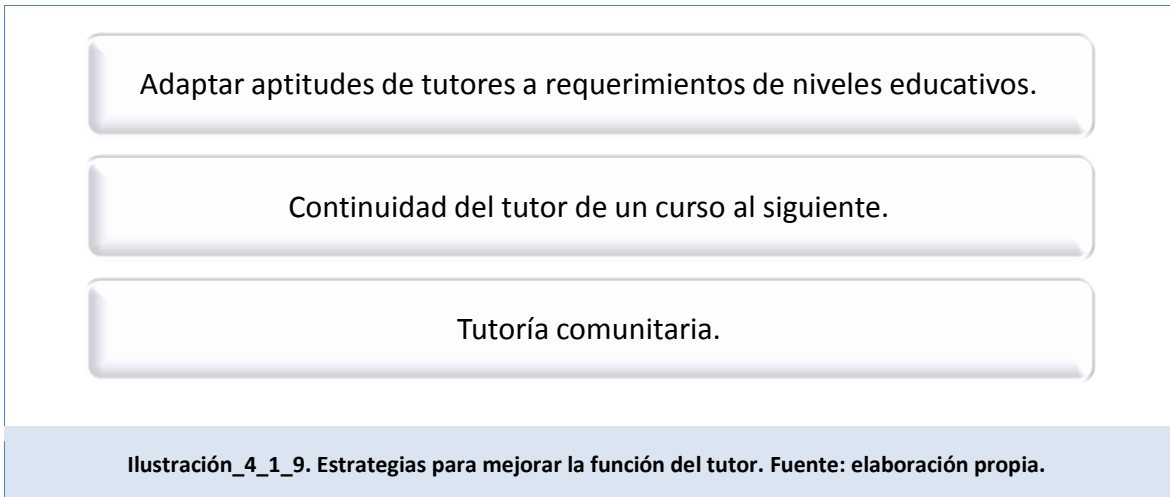 Adaptar aptitudes de tutores a requerimientos de niveles educativos.
Continuidad del tutor de un curso al siguiente.
Tutoría comunitaria.
Ilustración_4_1_9. Estrategias para mejorar la función del tutor. Fuente: elaboración propia.